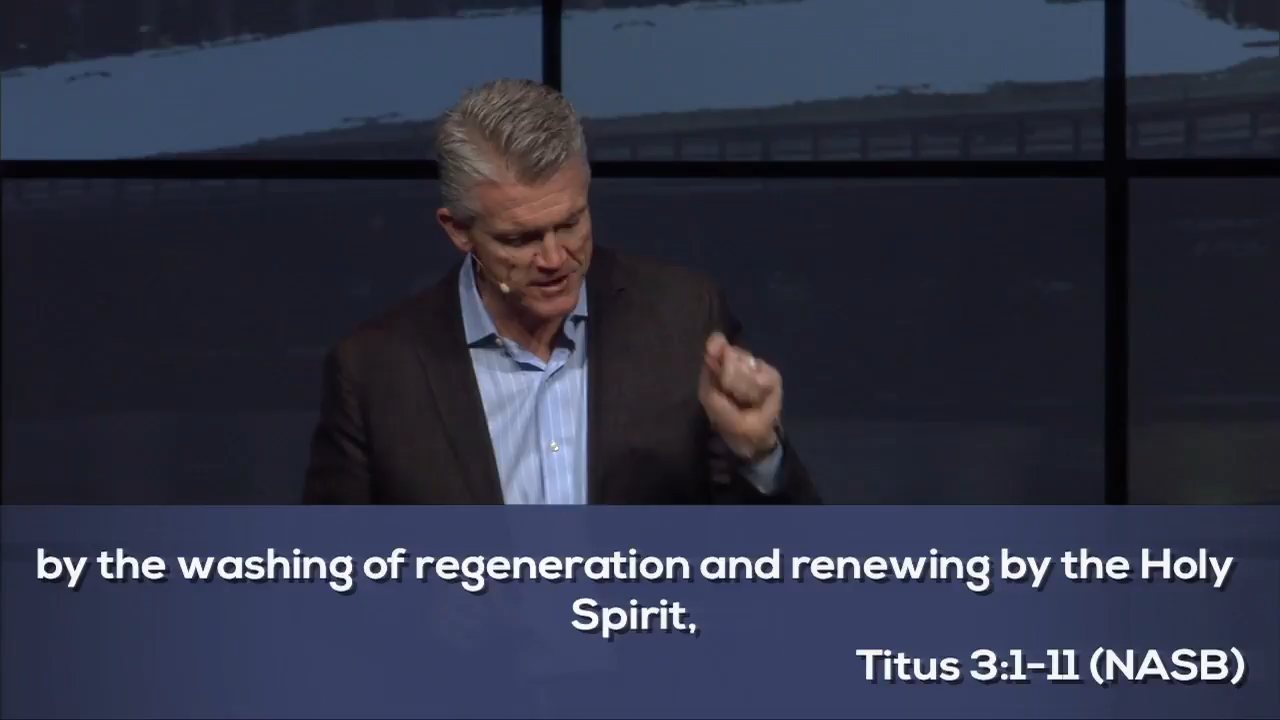 by the washing of regeneration and renewing by the Holy
Spirit,
Titus 3:1-11 (NASB)